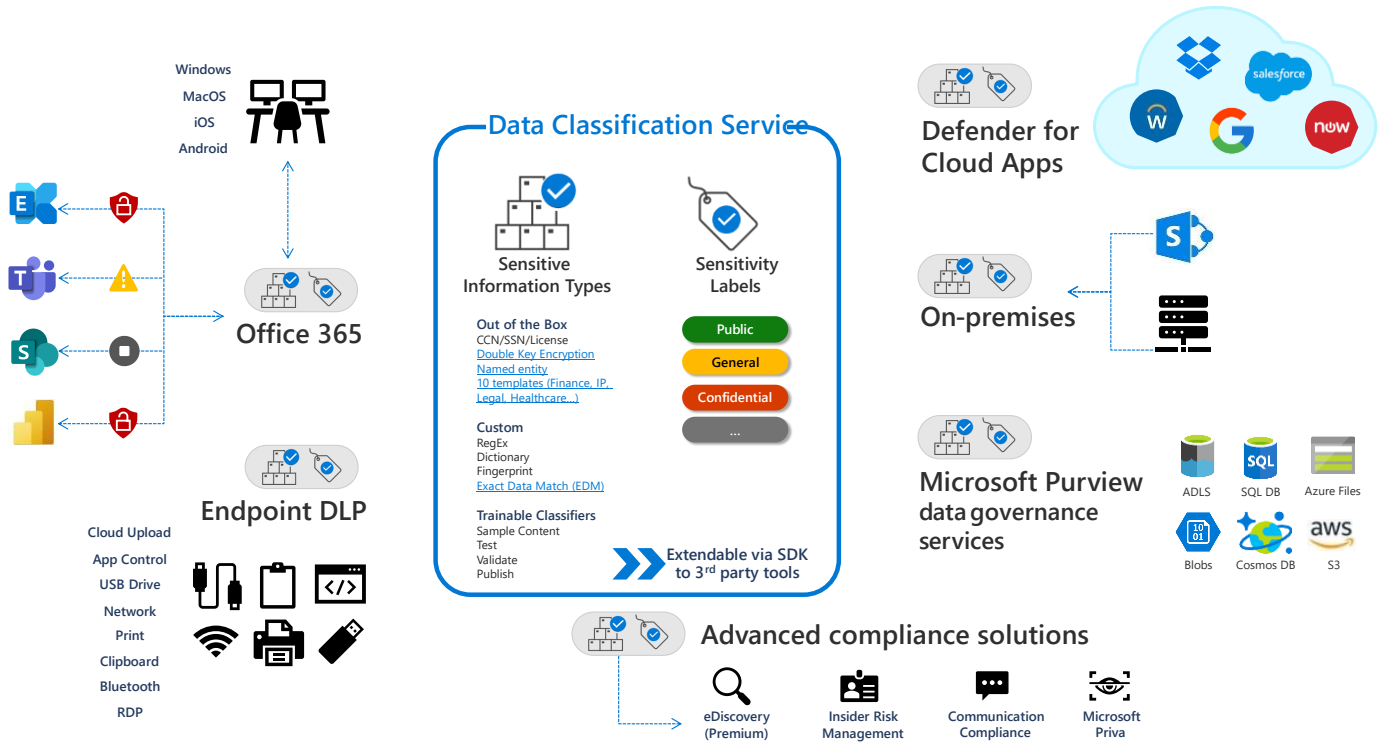 Windows
MacOS
iOS
Android
E
T
S
Office 365
Endpoint DLP
Cloud Upload
App Control
USB Drive
Network
Print
Clipboard
Bluetooth
RDP
</>
Data Classification Service
Sensitive
Information Types
Out of the Box
CCN/SSN/License
Double Key Encryption
Named entity
10 templates (Finance, IP,
Legal, Healthcare...)
Custom
RegEx
Dictionary
Fingerprint
Exact Data Match (EDM)
Trainable Classifiers
Sample Content
Test
Validate
Publish
Sensitivity
Labels
Public
General
Confidential
...
Extendable via SDK
to 3rd party tools
Defender for
Cloud Apps
salesforce
W
G
now
On-premises
S
Microsoft Purview
data governance
services
ADLS
SQL
SQL DB
Azure Files
10
01
Blobs
Cosmos DB
aws
S3
Advanced compliance solutions
eDiscovery
(Premium)
Insider Risk
Management
Communication
Compliance
Microsoft
Priva